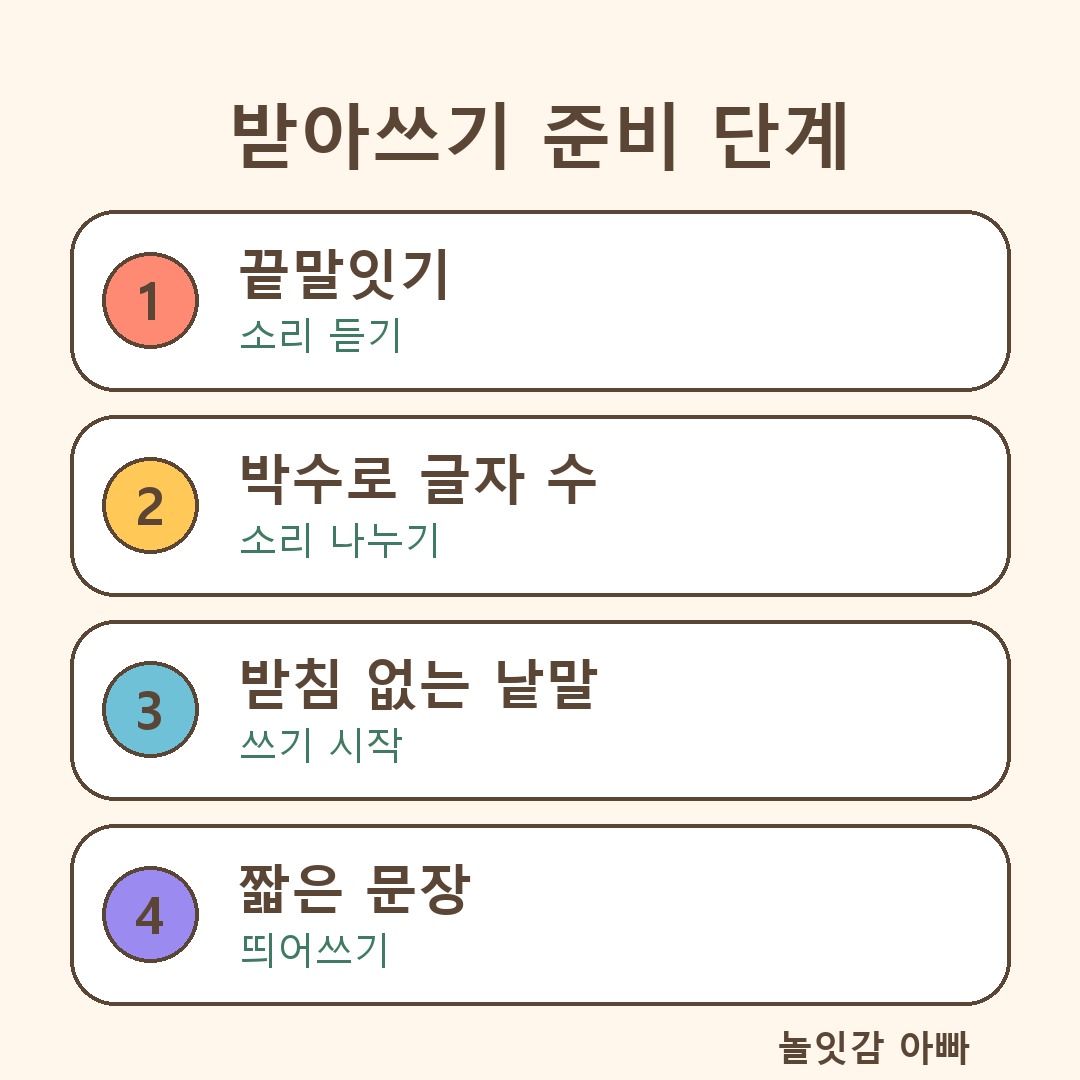 받아쓰기 준비 단계
1
끝말잇기
소리 듣기
2
박수로 글자 수
소리 나누기
3
받침 없는 낱말
쓰기 시작
4
짧은 문장
띄어쓰기
놀잇감 아빠